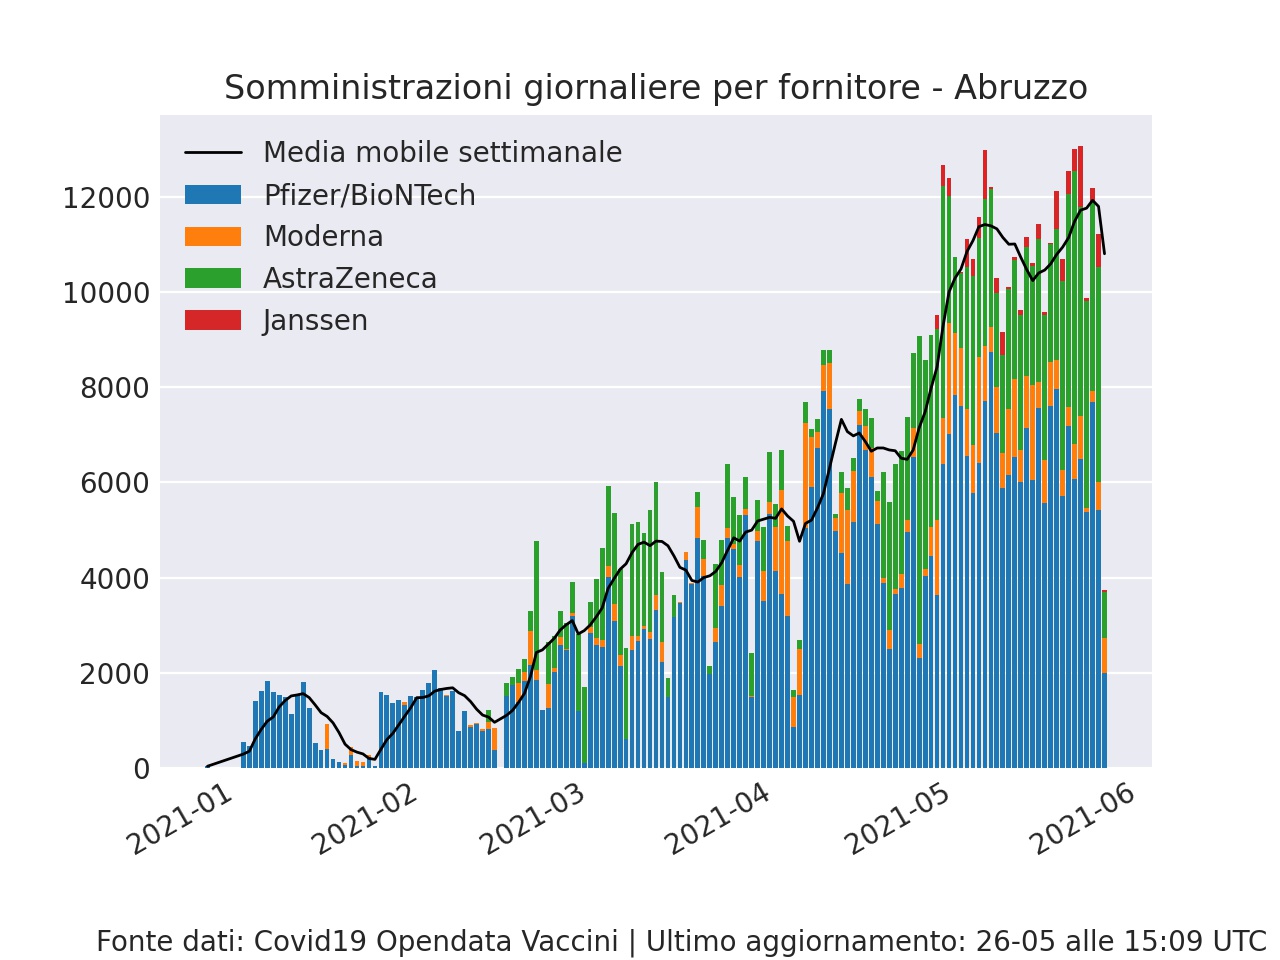 Somministrazioni giornaliere per fornitore - Abruzzo
Media mobile settimanale
Pfizer/BioNTech
Moderna
AstraZeneca
Janssen
12000
10000
8000
6000
4000
2000
0
2021-01
2021-02
2021-03
2021-04
2021-05
2021-06
Fonte dati: Covid19 Opendata Vaccini | Ultimo aggiornamento: 26-05 alle 15:09 UTC